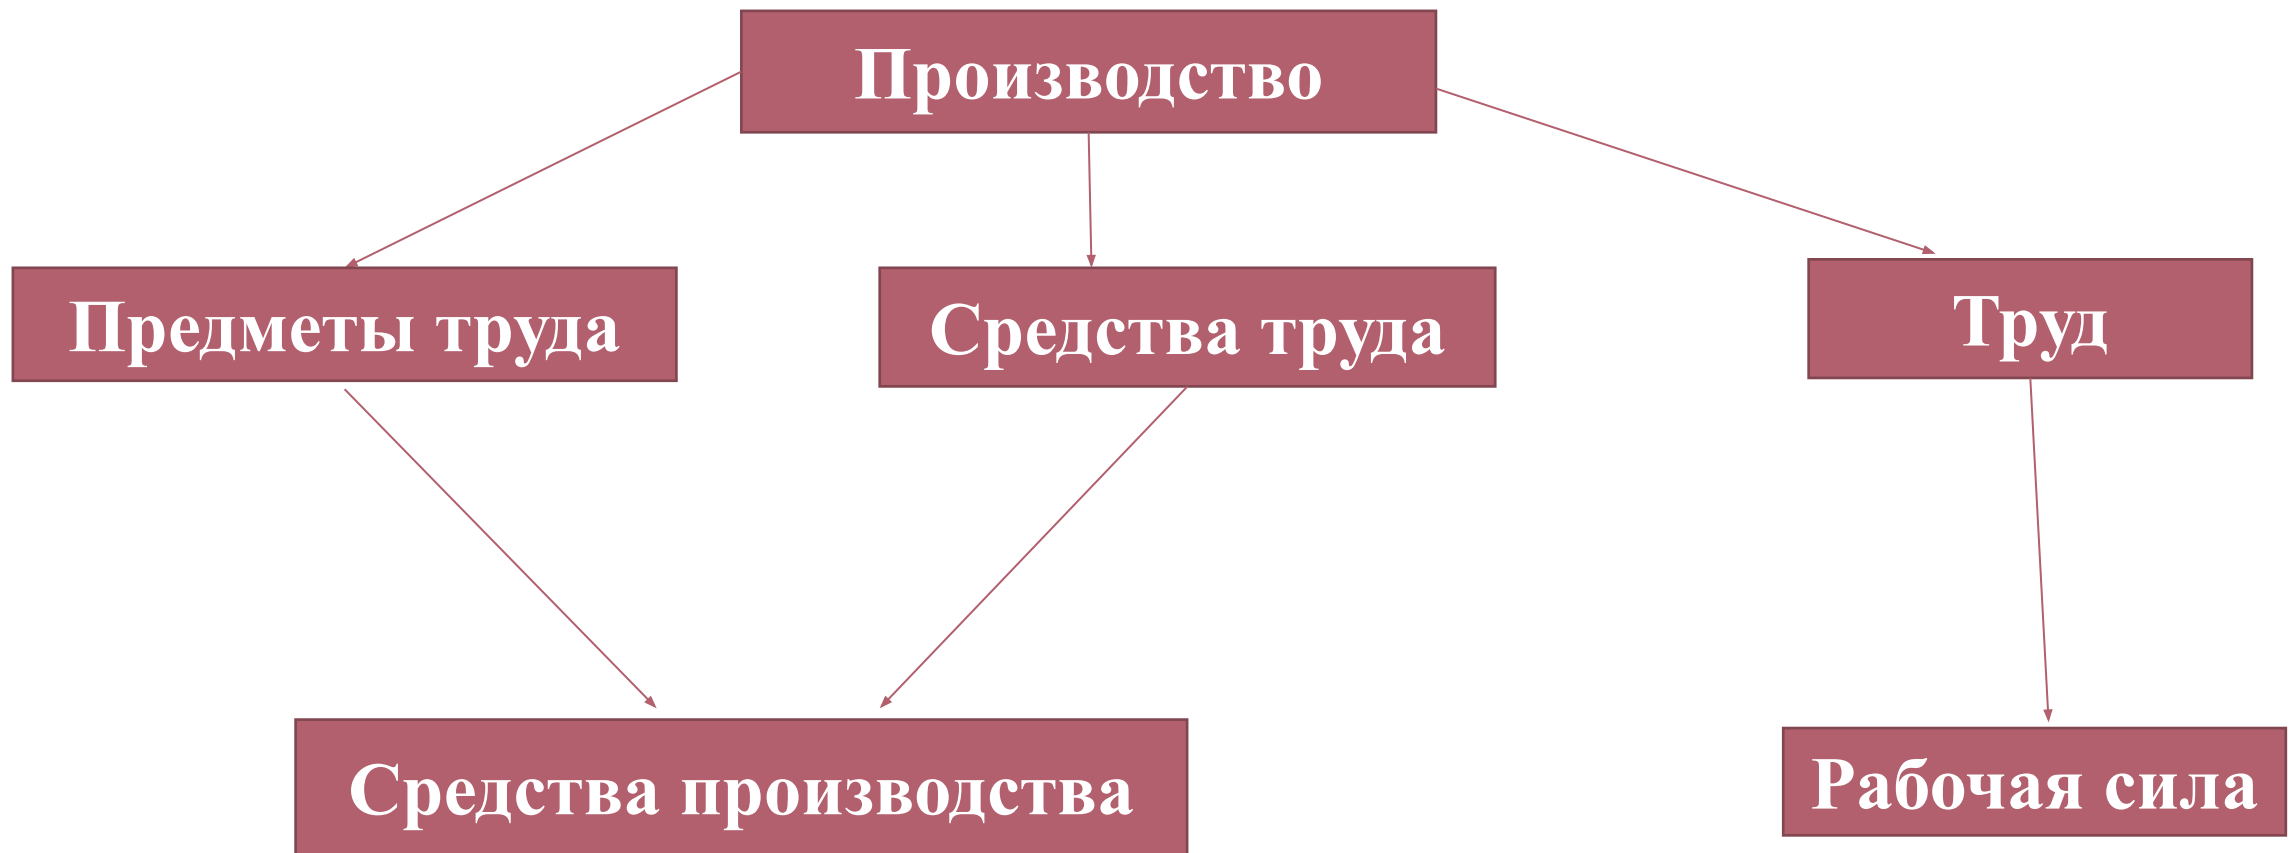 Производство
Предметы труда
Средства труда
Труд
Средства производства
Рабочая сила